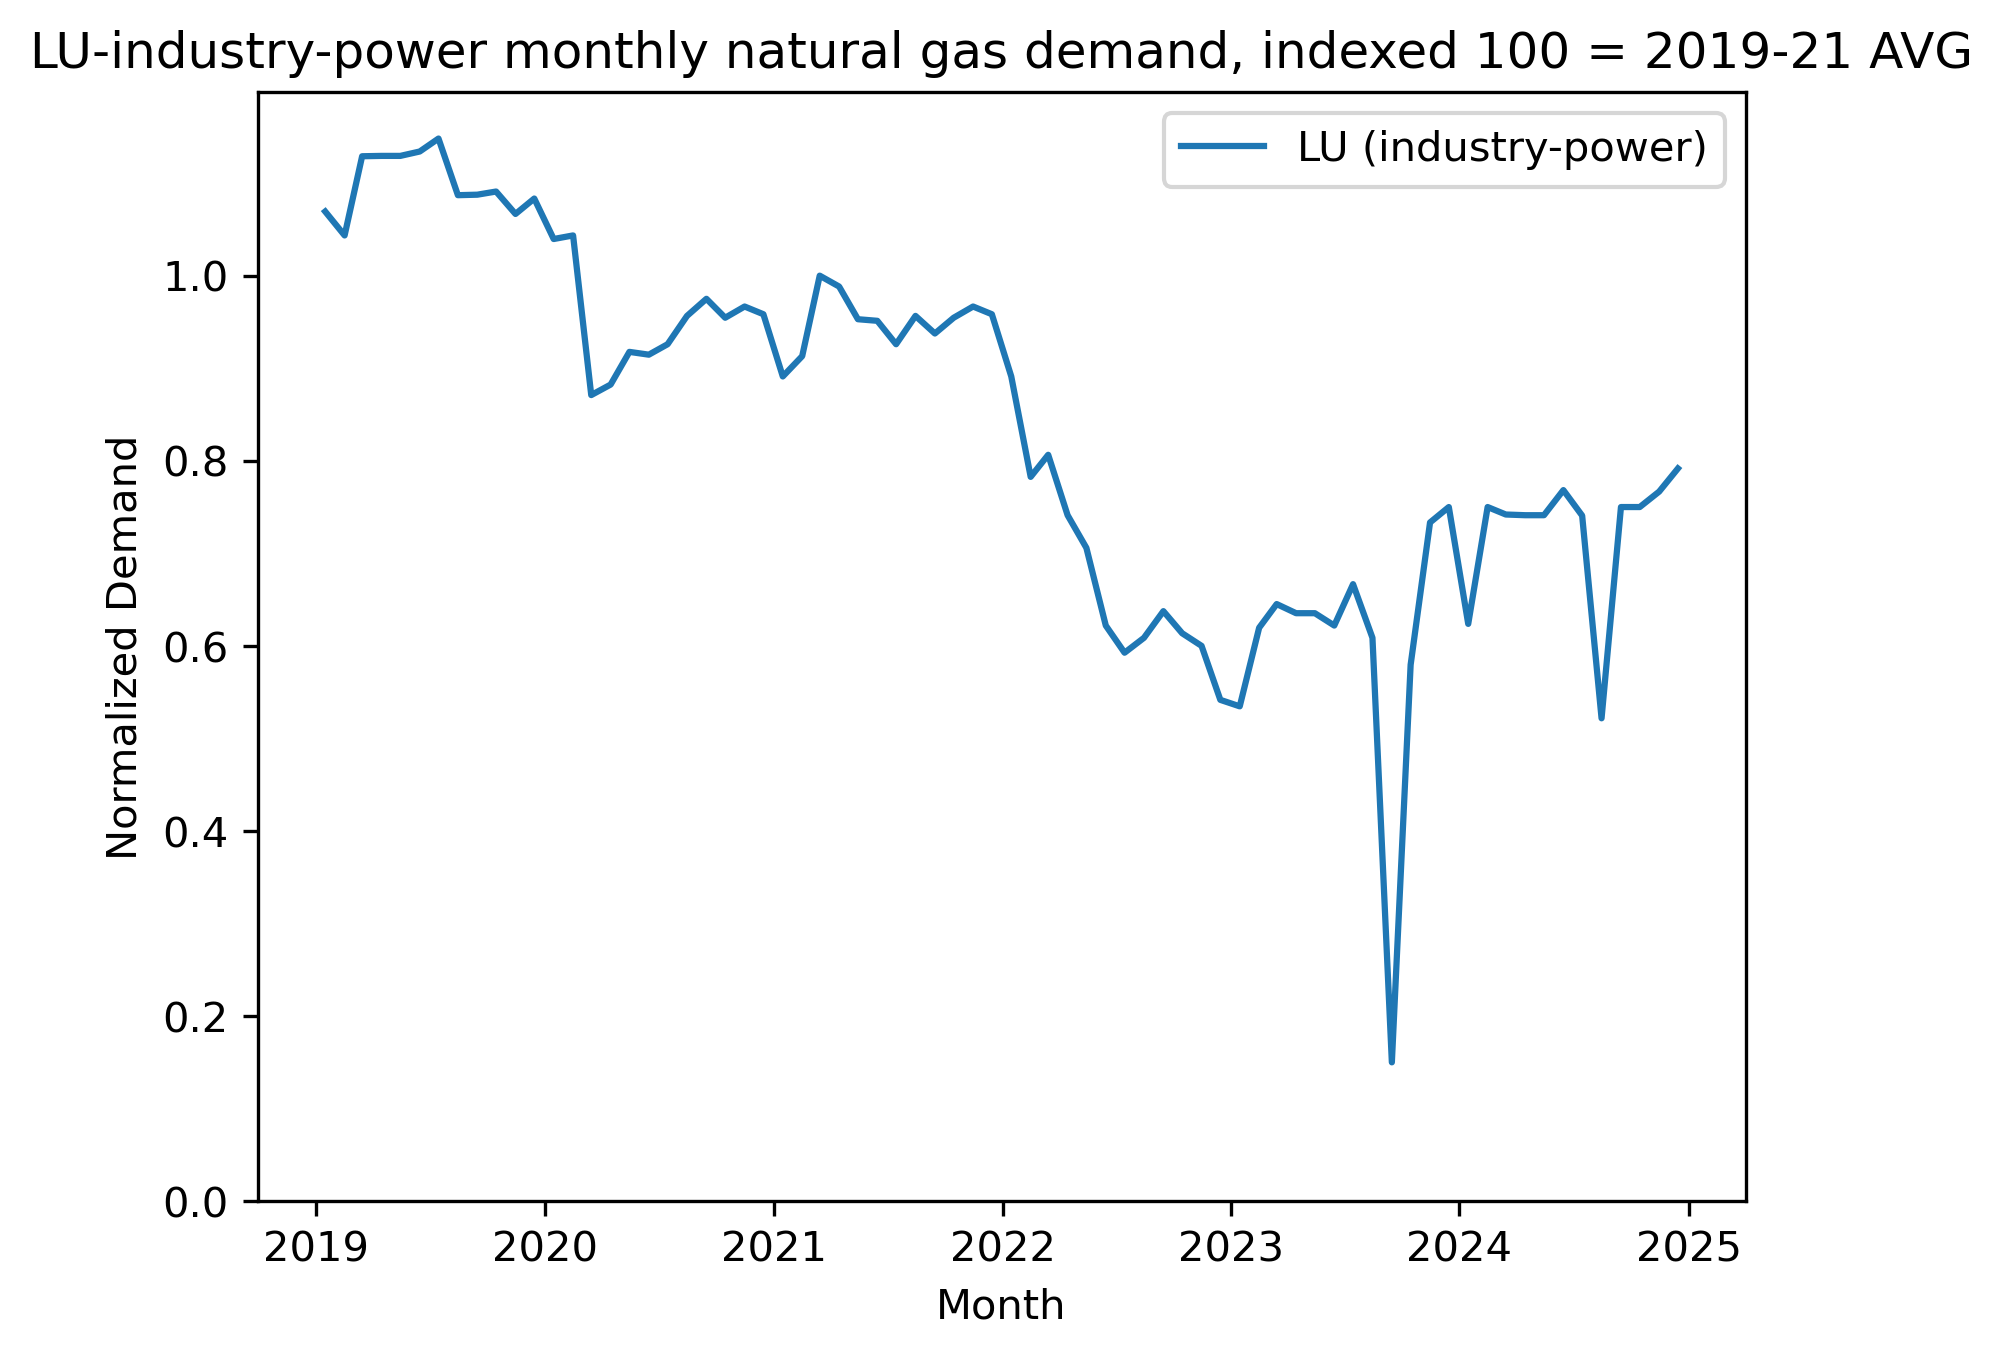 LU-industry-power monthly natural gas demand, indexed 100 = 2019-21 AVG
LU (industry-power)
Normalized Demand
1.0
0.8
0.6
0.4
0.2
0.0
2019 2020 2021 2022 2023 2024 2025
Month